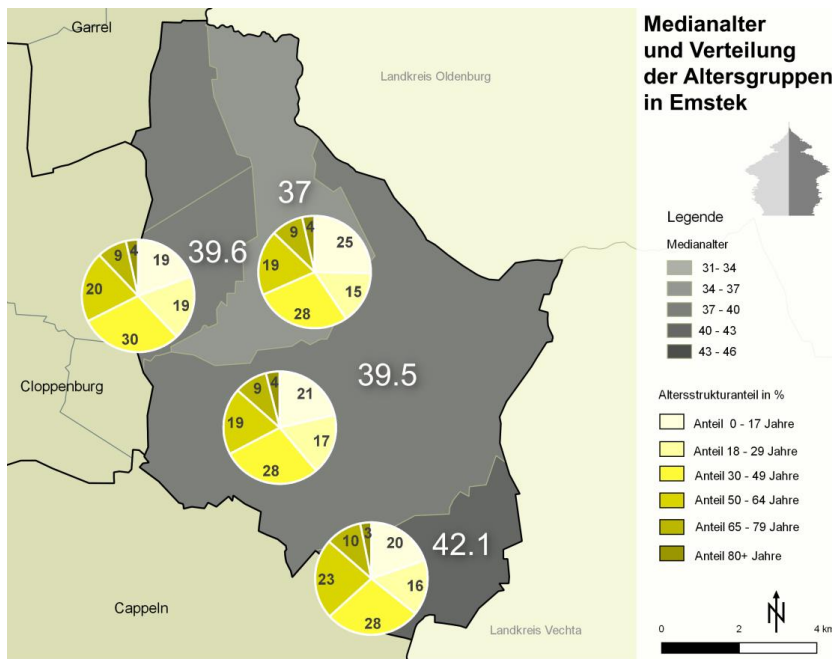 Medianalter
und Verteilung
der Altersgruppen
in Emstek
Garrel
Landkreis Oldenburg
37
39.6
4
9
25
19
15
28
4
9
19
20
19
30
Cloppenburg
39.5
4
9
21
19
17
28
42.1
3
10
20
23
16
28
Cappeln
Landkreis Vechta
Legende
Medianalter
31 - 34
34 - 37
37 - 40
40 - 43
43 - 46
Altersstrukturanteil in %
Anteil 0 - 17 Jahre
Anteil 18 - 29 Jahre
Anteil 30 - 49 Jahre
Anteil 50 - 64 Jahre
Anteil 65 - 79 Jahre
Anteil 80+ Jahre
N
0 2 4 km